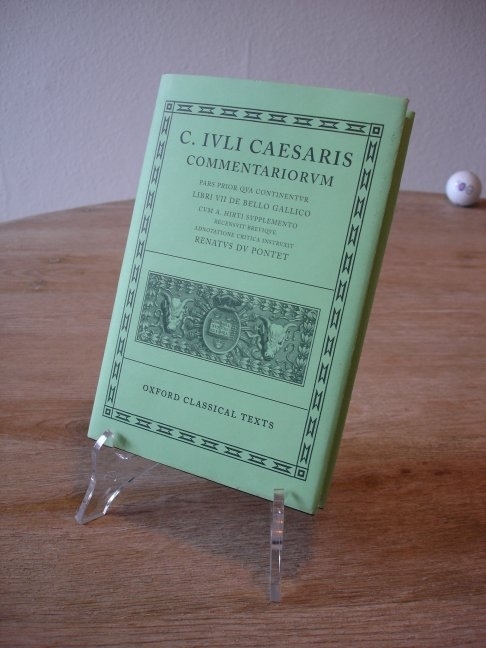 C. IVLI CAESARIS
COMMENTARIORVM
PARS PRIOR QVA CONTINENTVR
LIBRI VII DE BELLO GALLICO
CVM A. HIRTI SVPPLEMENTO
RECENSVIT BREVIQVE
ADNOTATIONE CRITICA INSTRVXIT
RENATVS DV PONTET
OXFORD CLASSICAL TEXTS